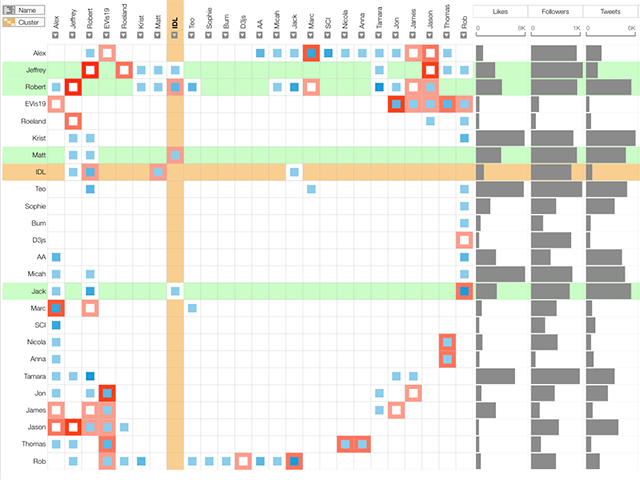 Name
Cluster
Alex
Jeffrey
Robert
EVis19
Roeland
Krist
Matt
IDL
Teo
Sophie
Bum
D3js
AA
Micah
Jack
Marc
SCI
Nicola
Anna
Tamara
Jon
James
Jason
Thomas
Rob
Likes
Followers
Tweets
0 8K
0 1K
0 6K
Alex
Jeffrey
Robert
EVis19
Roeland
Krist
Matt
IDL
Teo
Sophie
Bum
D3js
AA
Micah
Jack
Marc
SCI
Nicola
Anna
Tamara
Jon
James
Jason
Thomas
Rob